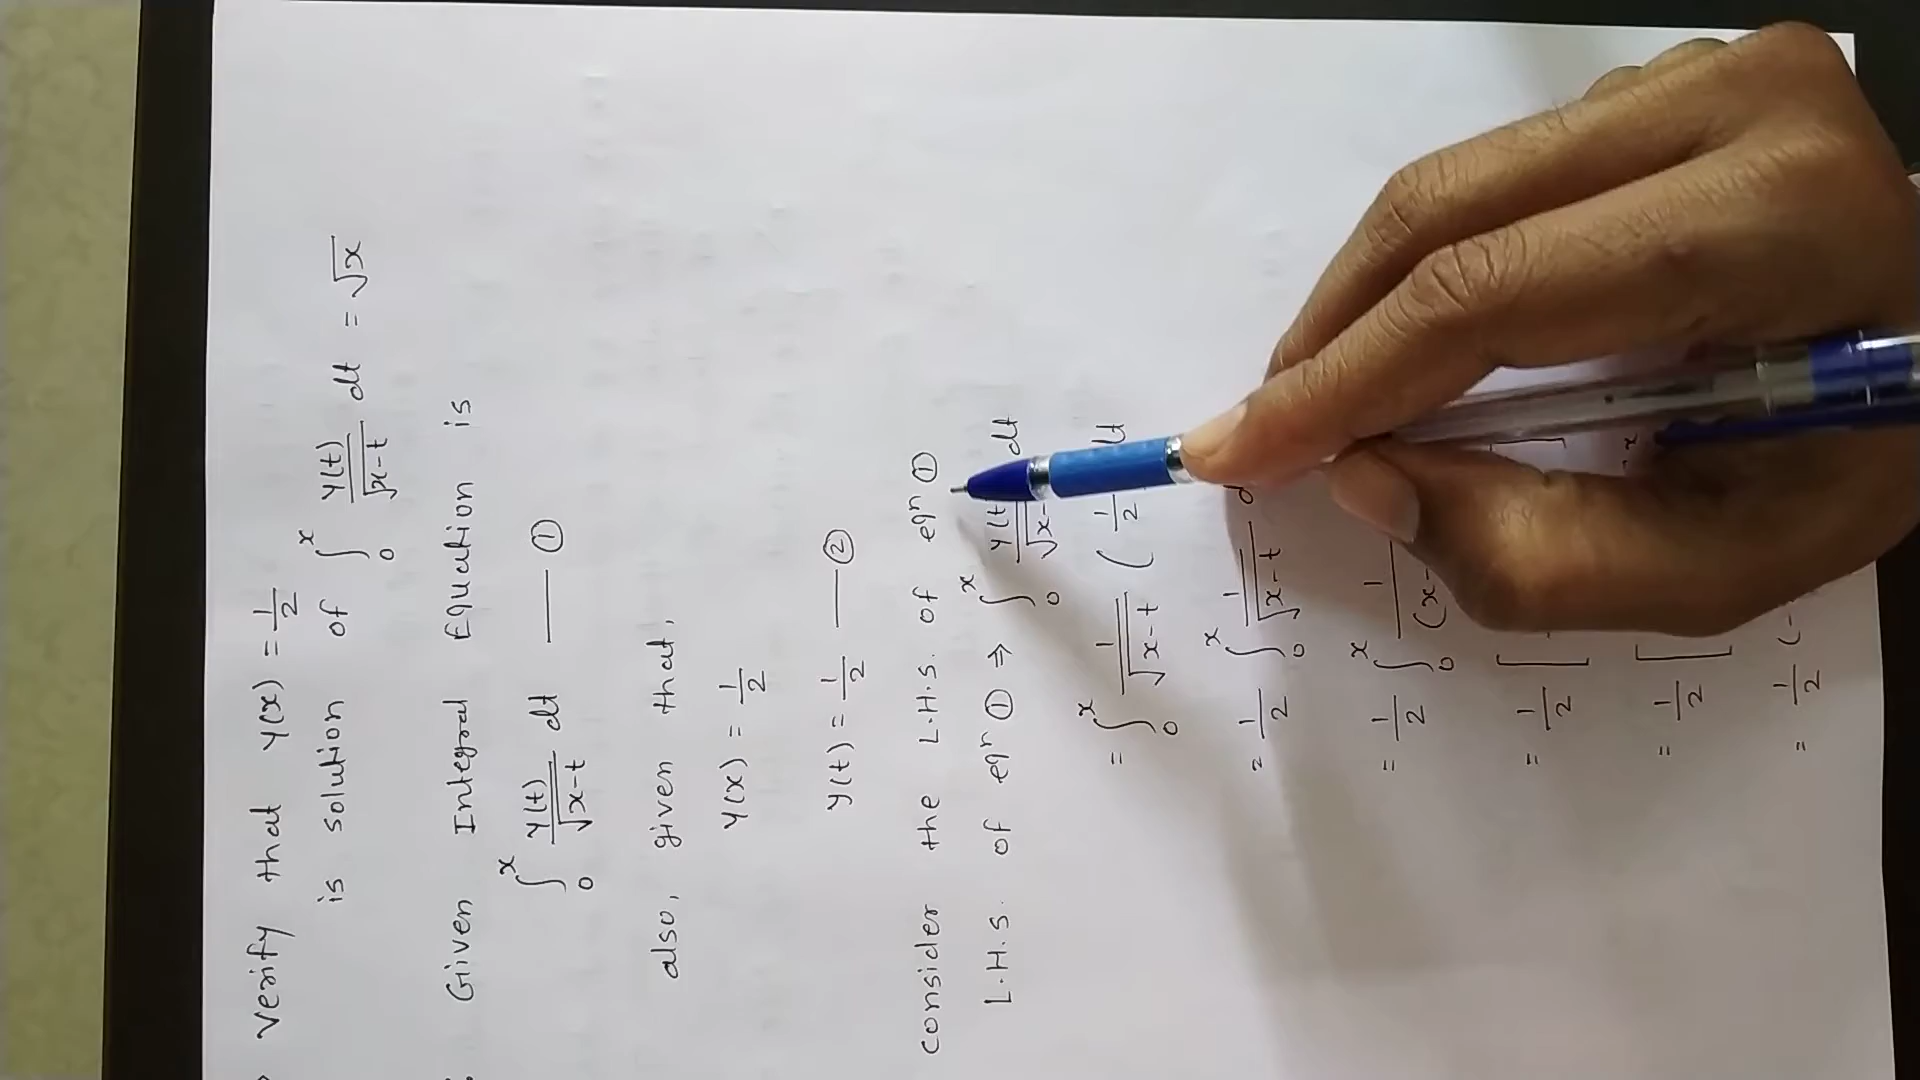 verify that y(x) = 1/2
is solution of ∫₀ˣ y(t)/√(x-t) dt = √x
Given Integral Equation is
∫₀ˣ y(t)/√(x-t) dt —— ①
also, given that,
y(x) = 1/2
y(t) = 1/2 —— ②
consider the L.H.S. of eqⁿ ①
L.H.S. of eqⁿ ① ⇒ ∫₀ˣ y(t)/√x- dt
= ∫₀ˣ 1/√(x-t) (1/2 dt
= 1/2 ∫₀ˣ 1/√(x-t) d
= 1/2 ∫₀ˣ 1/(x-
= 1/2 [ ]
= 1/2 [ x
= 1/2 (-